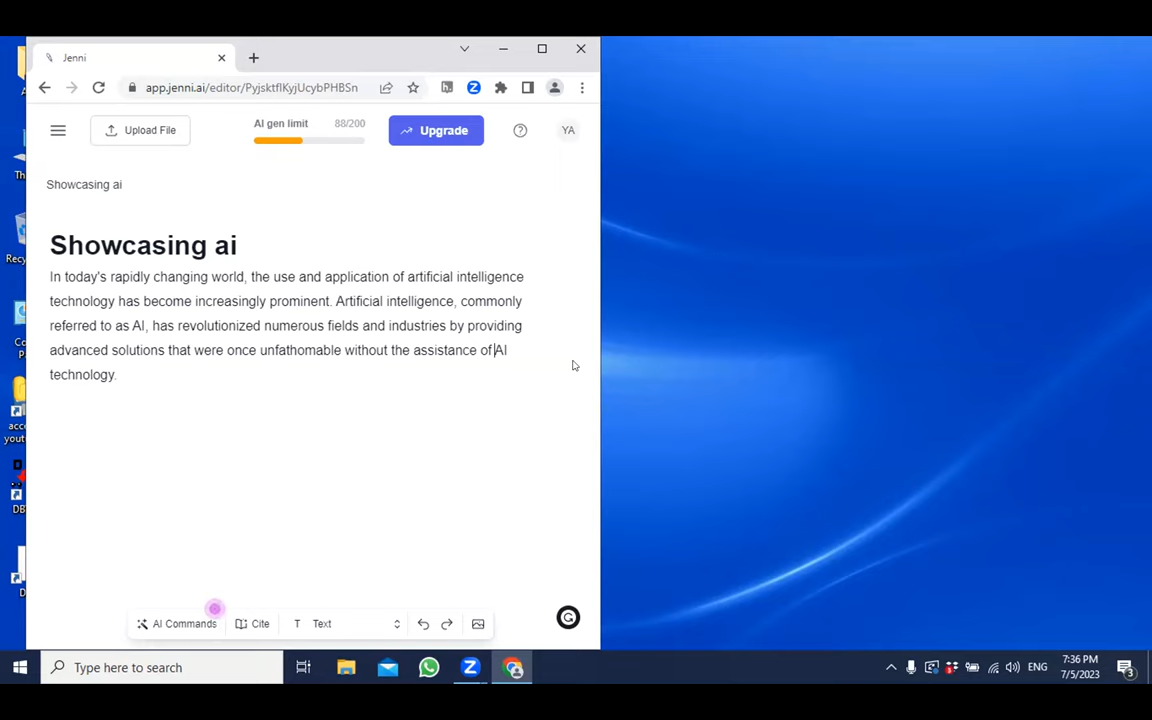 Jenni
app.jenni.ai/editor/PyjsktflKyjUcybPHBSn
Upload File
AI gen limit 88/200
Upgrade
YA
Showcasing ai
Showcasing ai
In today's rapidly changing world, the use and application of artificial intelligence
technology has become increasingly prominent. Artificial intelligence, commonly
referred to as AI, has revolutionized numerous fields and industries by providing
advanced solutions that were once unfathomable without the assistance of AI
technology.
AI Commands Cite T Text
Type here to search
ENG
7:36 PM
7/5/2023
3